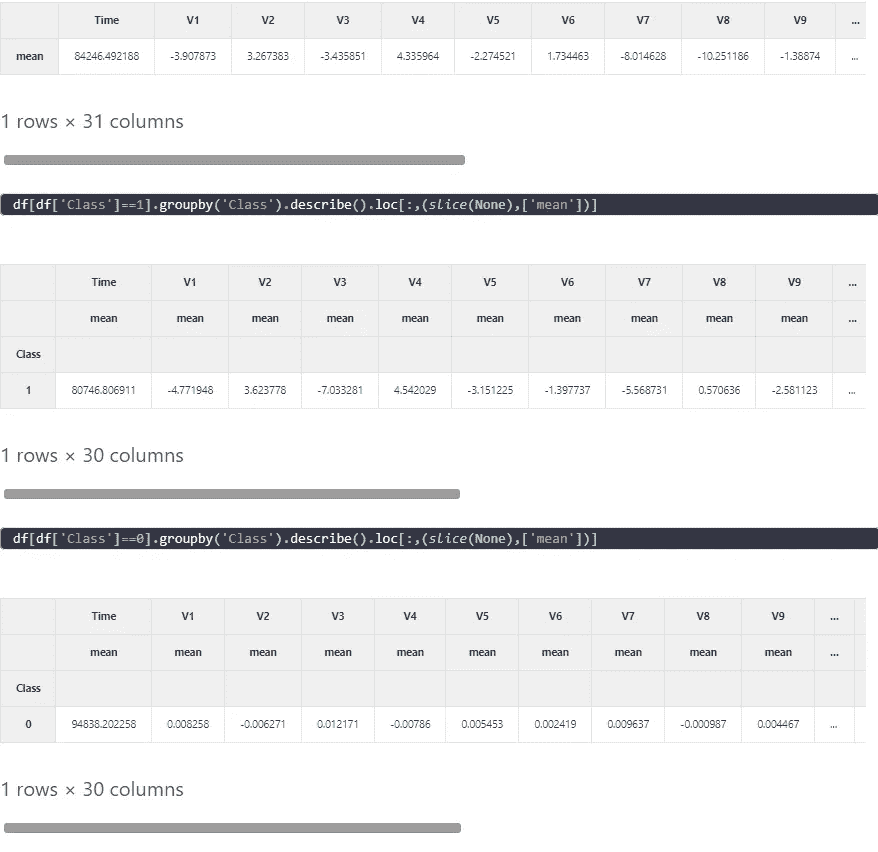 Time V1 V2 V3 V4 V5 V6 V7 V8 V9 ...
mean 84246.492188 -3.907873 3.267383 -3.435851 4.335964 -2.274521 1.734463 -8.014628 -10.251186 -1.38874 ...
1 rows × 31 columns
df[df['Class']==1].groupby('Class').describe().loc[:,(slice(None),['mean'])]
Time V1 V2 V3 V4 V5 V6 V7 V8 V9 ...
mean mean mean mean mean mean mean mean mean mean ...
Class
1 80746.806911 -4.771948 3.623778 -7.033281 4.542029 -3.151225 -1.397737 -5.568731 0.570636 -2.581123 ...
1 rows × 30 columns
df[df['Class']==0].groupby('Class').describe().loc[:,(slice(None),['mean'])]
Time V1 V2 V3 V4 V5 V6 V7 V8 V9 ...
mean mean mean mean mean mean mean mean mean mean ...
Class
0 94838.202258 0.008258 -0.006271 0.012171 -0.00786 0.005453 0.002419 0.009637 -0.000987 0.004467 ...
1 rows × 30 columns